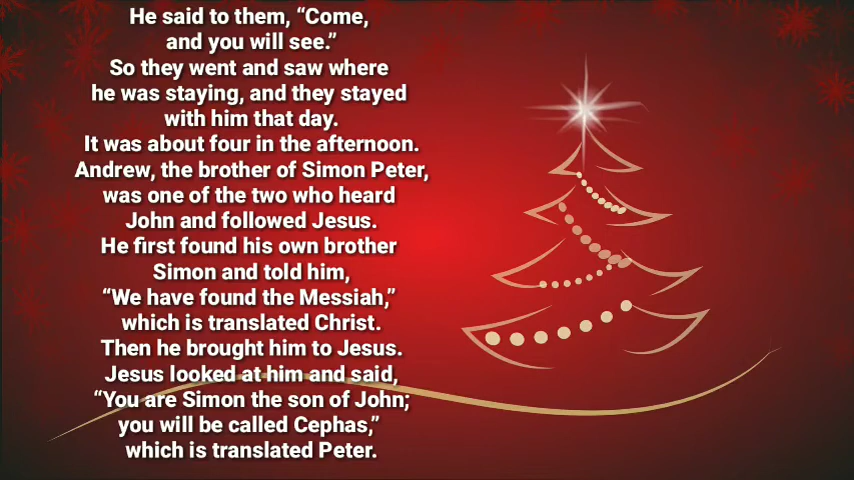 He said to them, “Come,
and you will see.”
So they went and saw where
he was staying, and they stayed
with him that day.
It was about four in the afternoon.
Andrew, the brother of Simon Peter,
was one of the two who heard
John and followed Jesus.
He first found his own brother
Simon and told him,
“We have found the Messiah,”
which is translated Christ.
Then he brought him to Jesus.
Jesus looked at him and said,
“You are Simon the son of John;
you will be called Cephas,”
which is translated Peter.